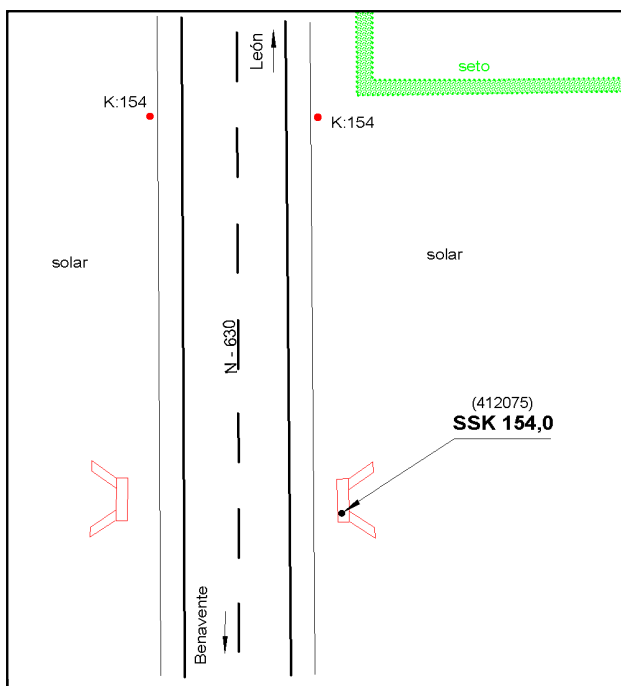 León
seto
K:154
K:154
solar
solar
N - 630
(412075)
SSK 154,0
Benavente